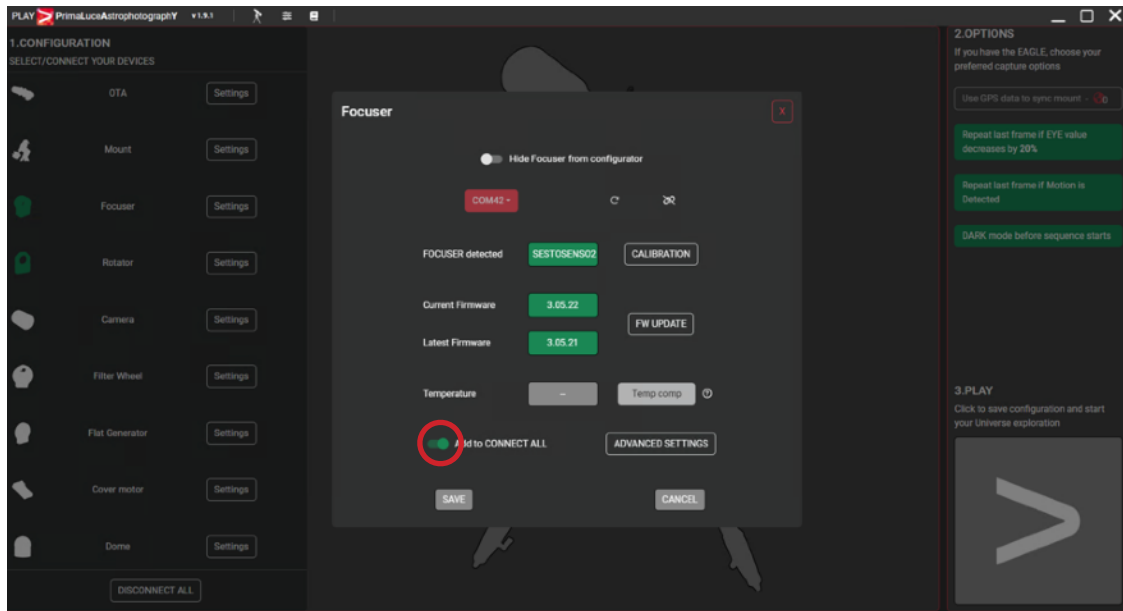 PLAY PrimaLuceAstrophotographY v1.9.1
1.CONFIGURATION
SELECT/CONNECT YOUR DEVICES
OTA Settings
Mount Settings
Focuser Settings
Rotator Settings
Camera Settings
Filter Wheel Settings
Flat Generator Settings
Cover motor Settings
Dome Settings
DISCONNECT ALL
Focuser X
Hide Focuser from configurator
COM42
FOCUSER detected SESTOSENSO2 CALIBRATION
Current Firmware 3.05.22
FW UPDATE
Latest Firmware 3.05.21
Temperature – Temp comp ?
Add to CONNECT ALL ADVANCED SETTINGS
SAVE CANCEL
2.OPTIONS
If you have the EAGLE, choose your
preferred capture options
Use GPS data to sync mount -
Repeat last frame if EYE value
decreases by 20%
Repeat last frame if Motion is
Detected
DARK mode before sequence starts
3.PLAY
Click to save configuration and start
your Universe exploration